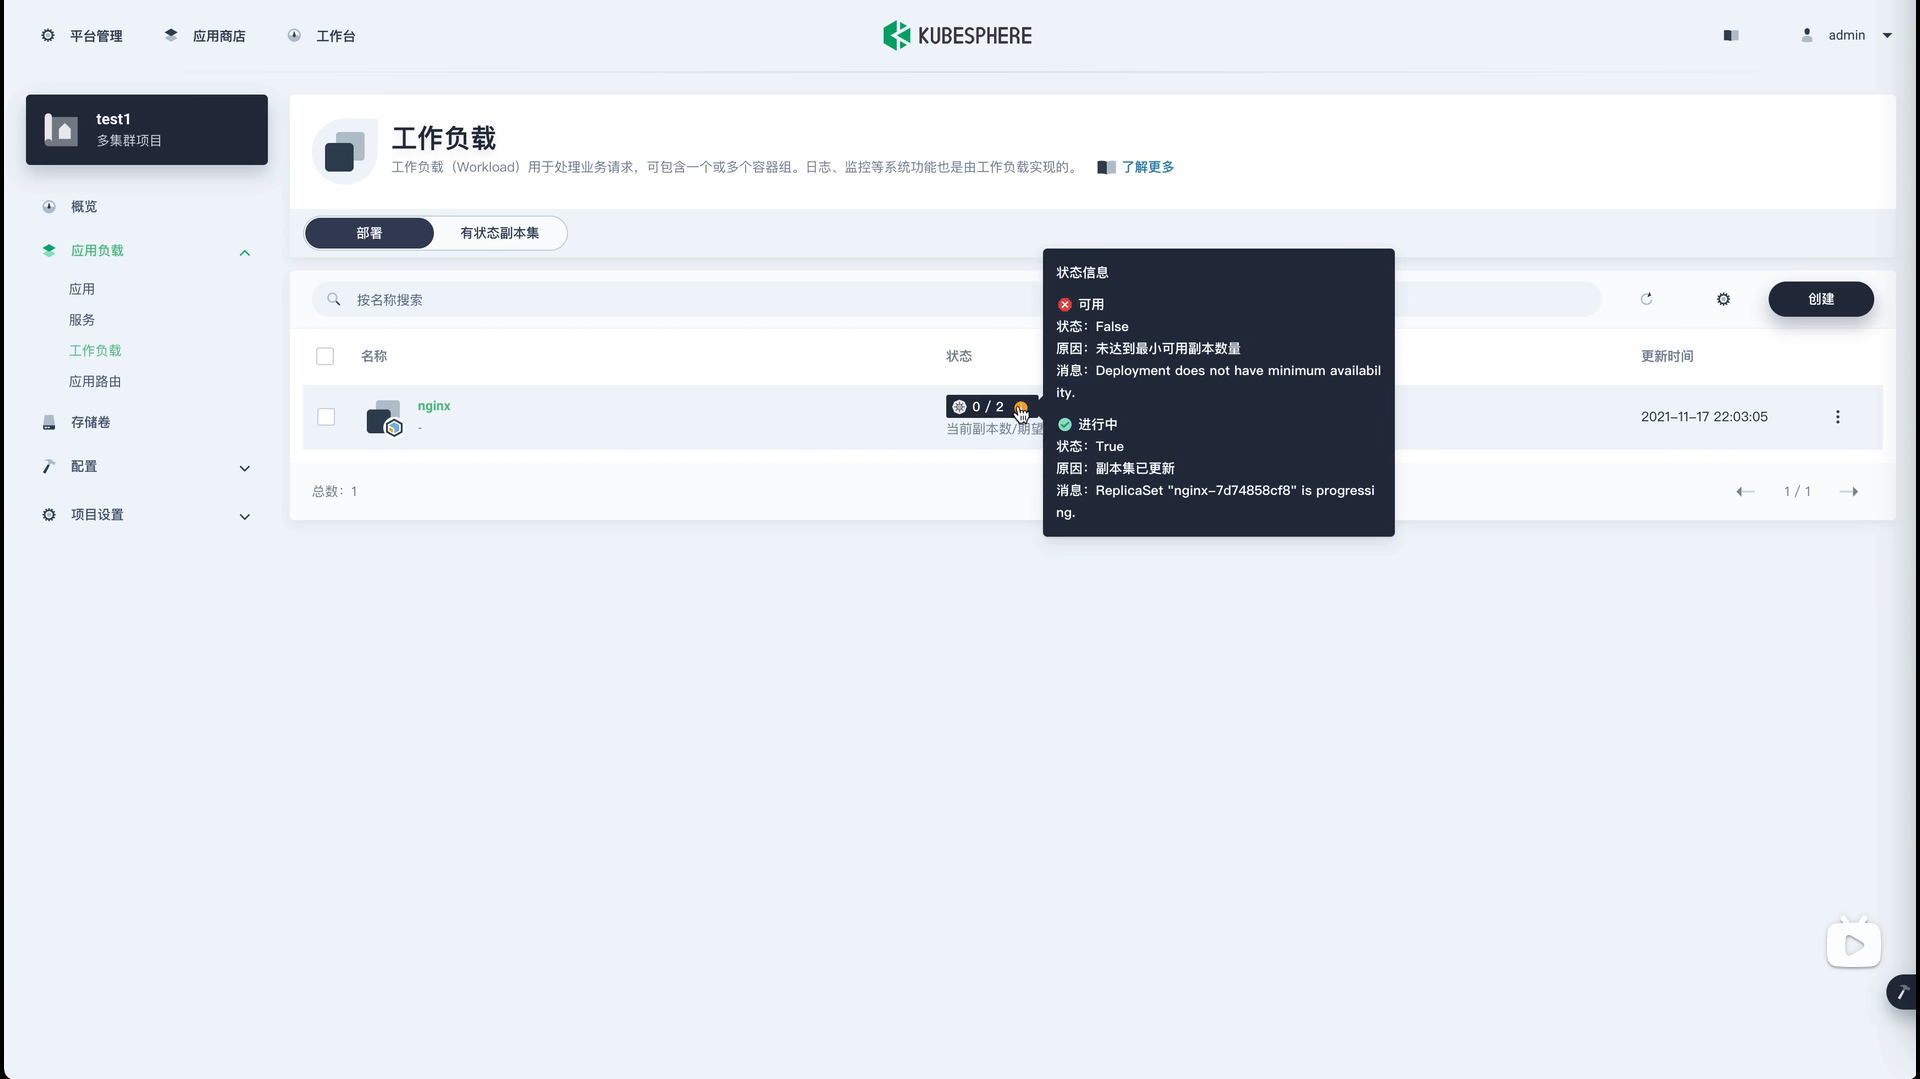 平台管理
应用商店
工作台
KUBESPHERE
admin
test1
多集群项目
工作负载
工作负载（Workload）用于处理业务请求，可包含一个或多个容器组。日志、监控等系统功能也是由工作负载实现的。
了解更多
概览
应用负载
应用
服务
工作负载
应用路由
存储卷
配置
项目设置
部署
有状态副本集
按名称搜索
创建
名称
状态
更新时间
nginx
-
0 / 2
当前副本数/期望
2021-11-17 22:03:05
总数：1
1 / 1
状态信息
可用
状态：False
原因：未达到最小可用副本数量
消息：Deployment does not have minimum availabil
ity.
进行中
状态：True
原因：副本集已更新
消息：ReplicaSet "nginx-7d74858cf8" is progressi
ng.